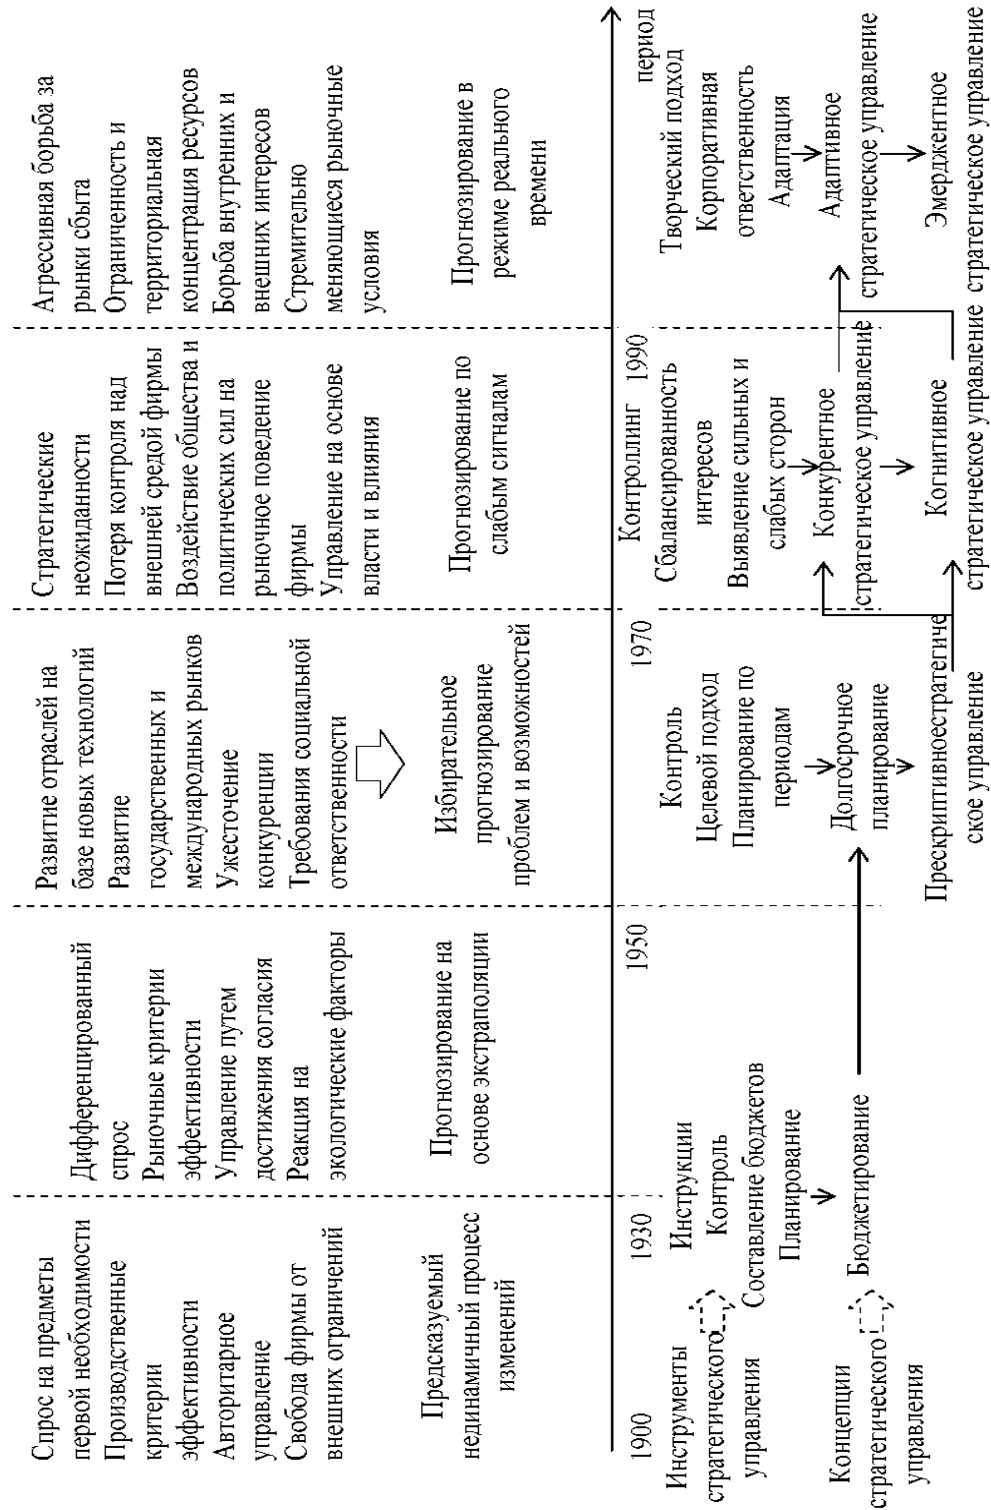 Спрос на предметы
первой необходимости
Производственные
критерии
эффективности
Авторитарное
управление
Свобода фирмы от
внешних ограничений
Дифференцированный
спрос
Рыночные критерии
эффективности
Управление путем
достижения согласия
Реакция на
экологические факторы
Развитие отраслей на
базе новых технологий
Развитие
государственных и
международных рынков
Ужесточение
конкуренции
Требования социальной
ответственности
Стратегические
неожиданности
Потеря контроля над
внешней средой фирмы
Воздействие общества и
политических сил на
рыночное поведение
фирмы
Управление на основе
власти и влияния
Агрессивная борьба за
рынки сбыта
Ограниченность и
территориальная
концентрация ресурсов
Борьба внутренних и
внешних интересов
Стремительно
меняющиеся рыночные
условия
Предсказуемый
нединамичный процесс
изменений
Прогнозирование на
основе экстраполяции
Избирательное
прогнозирование
проблем и возможностей
Прогнозирование по
слабым сигналам
Прогнозирование в
режиме реального
времени
1900
1930
1950
1970
1990
период
Инструменты
стратегического
управления
Инструкции
Контроль
Составление бюджетов
Планирование
Контроль
Целевой подход
Планирование по
периодам
Контроллинг
Сбалансированность
интересов
Выявление сильных и
слабых сторон
Творческий подход
Корпоративная
ответственность
Адаптация
Концепции
стратегического
управления
Бюджетирование
Долгосрочное
планирование
Прескриптивноестратегиче
ское управление
Конкурентное
стратегическое управление
Когнитивное
стратегическое управление
Адаптивное
стратегическое управление
Эмерджентное
стратегическое управление